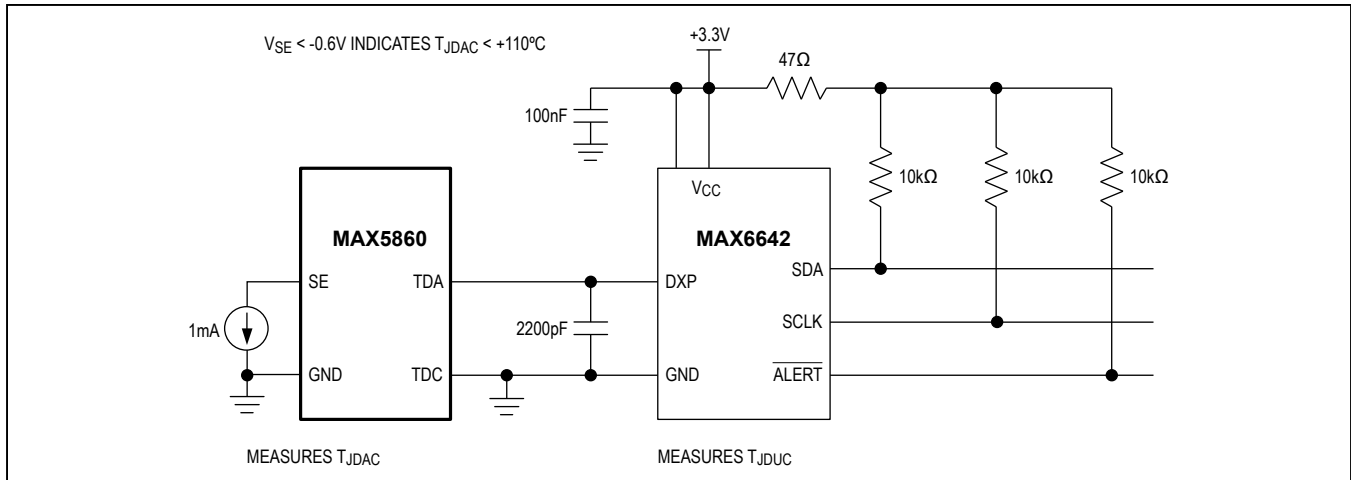 V_SE < -0.6V INDICATES T_JDAC < +110ºC
+3.3V
47Ω
100nF
10kΩ
10kΩ
10kΩ
VCC
MAX5860
MAX6642
SE
TDA
DXP
SDA
1mA
2200pF
SCLK
GND
TDC
GND
ALERT
MEASURES T_JDAC
MEASURES T_JDUC